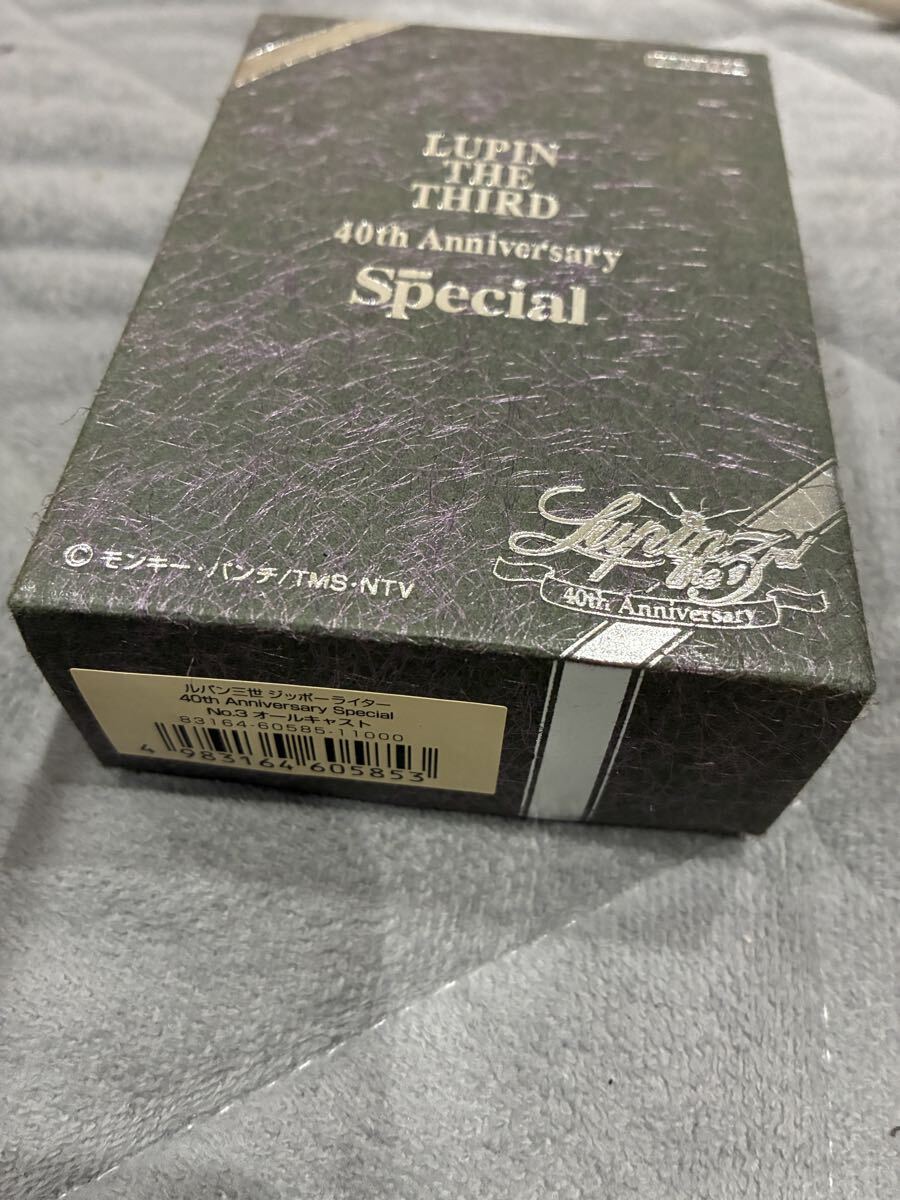 LUPIN
THE
THIRD
40th Anniversary
Special
© モンキー・パンチ/TMS・NTV
Lupin the 3rd
40th Anniversary
ルパン三世 ジッポーライター
40th Anniversary Special
No.3 オールキャスト
83164-60585-11000
4 983164 605853